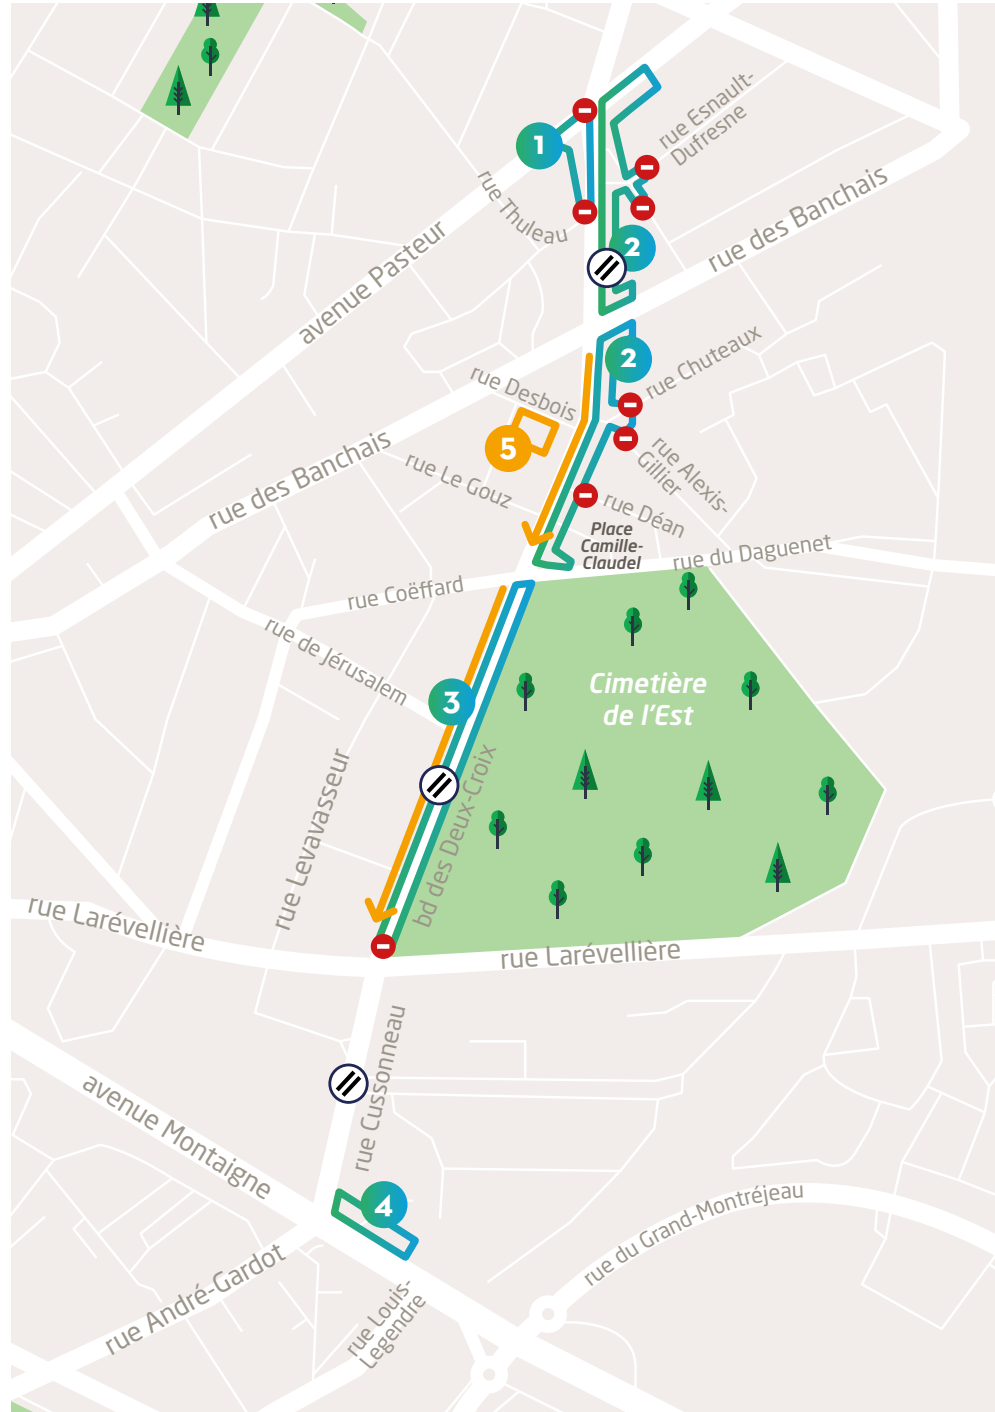 rue Esnault-
Dufresne
1
rue Thuleau
rue des Banchais
2
avenue Pasteur
2
rue Chuteaux
rue Desbois
5
rue des Banchais
rue Le Gouz
rue Alexis-
Gillier
rue Déan
Place
Camille-
Claudel
rue du Daguenet
rue Coëffard
rue de Jérusalem
Cimetière
de l'Est
3
rue Levavasseur
bd des Deux-Croix
rue Larévellière
rue Larévellière
rue Cussonneau
avenue Montaigne
4
rue du Grand-Montréjeau
rue André-Gardot
rue Louis-
Legendre